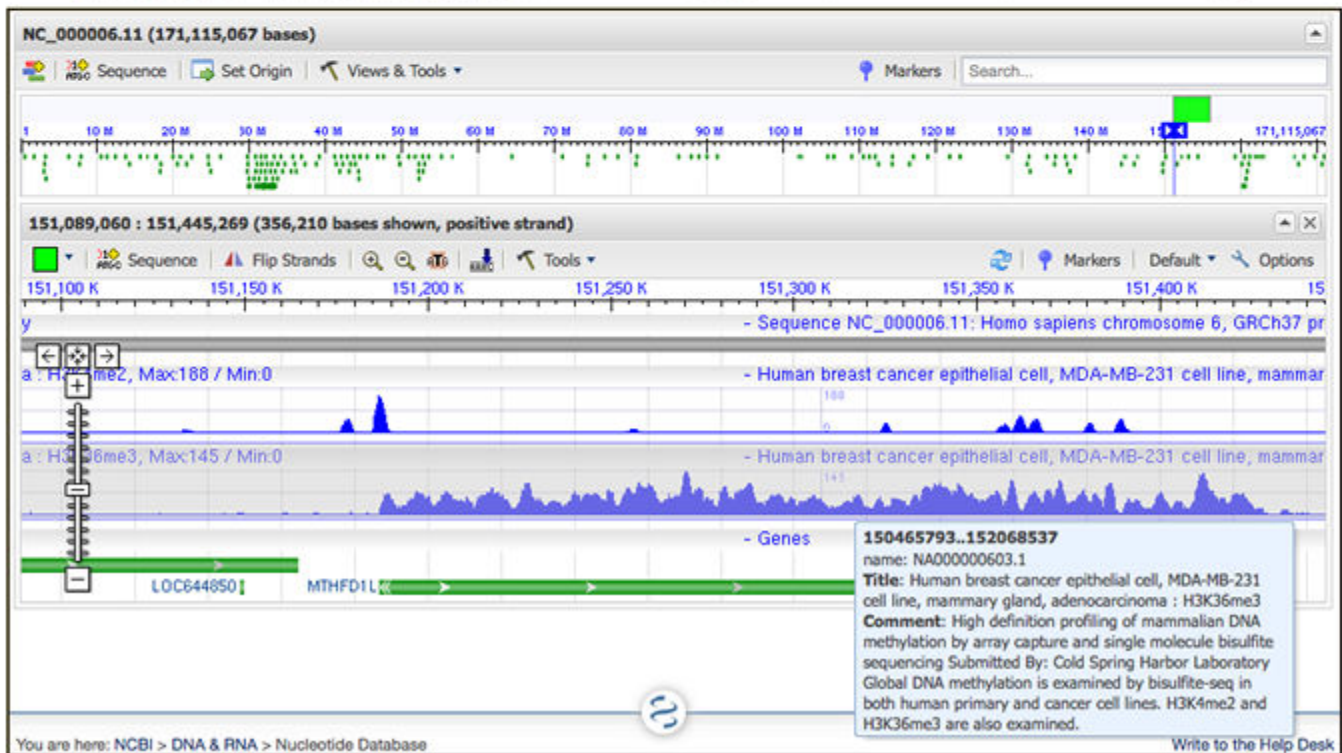 NC_000006.11 (171,115,067 bases)
Sequence Set Origin Views & Tools Markers Search...
1 10 M 20 M 30 M 40 M 50 M 60 M 70 M 80 M 90 M 100 M 110 M 120 M 130 M 140 M 171,115,067
151,089,060 : 151,445,269 (356,210 bases shown, positive strand)
Sequence Flip Strands Tools Markers Default Options
151,100 K 151,150 K 151,200 K 151,250 K 151,300 K 151,350 K 151,400 K 15
y - Sequence NC_000006.11: Homo sapiens chromosome 6, GRCh37 pr
me2, Max:188 / Min:0 - Human breast cancer epithelial cell, MDA-MB-231 cell line, mammar
188
0
a : H3 6me3, Max:145 / Min:0 - Human breast cancer epithelial cell, MDA-MB-231 cell line, mammar
145
- Genes
LOC644850 MTHFD1L
150465793..152068537
name: NA000000603.1
Title: Human breast cancer epithelial cell, MDA-MB-231
cell line, mammary gland, adenocarcinoma : H3K36me3
Comment: High definition profiling of mammalian DNA
methylation by array capture and single molecule bisulfite
sequencing Submitted By: Cold Spring Harbor Laboratory
Global DNA methylation is examined by bisulfite-seq in
both human primary and cancer cell lines. H3K4me2 and
H3K36me3 are also examined.
You are here: NCBI > DNA & RNA > Nucleotide Database Write to the Help Desk